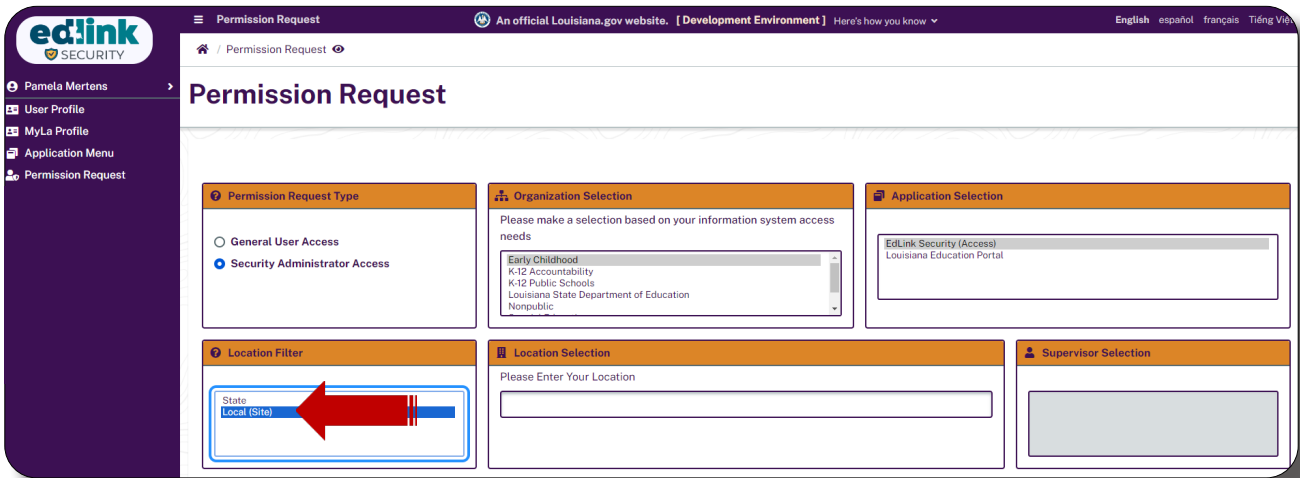 edlink
SECURITY
Pamela Mertens
User Profile
MyLa Profile
Application Menu
Permission Request
Permission Request
An official Louisiana.gov website. [ Development Environment ] Here's how you know
English español français Tiếng Việt
/ Permission Request
Permission Request
Permission Request Type
General User Access
Security Administrator Access
Organization Selection
Please make a selection based on your information system access
needs
Early Childhood
K-12 Accountability
K-12 Public Schools
Louisiana State Department of Education
Nonpublic
Application Selection
EdLink Security (Access)
Louisiana Education Portal
Location Filter
State
Local (Site)
Location Selection
Please Enter Your Location
Supervisor Selection